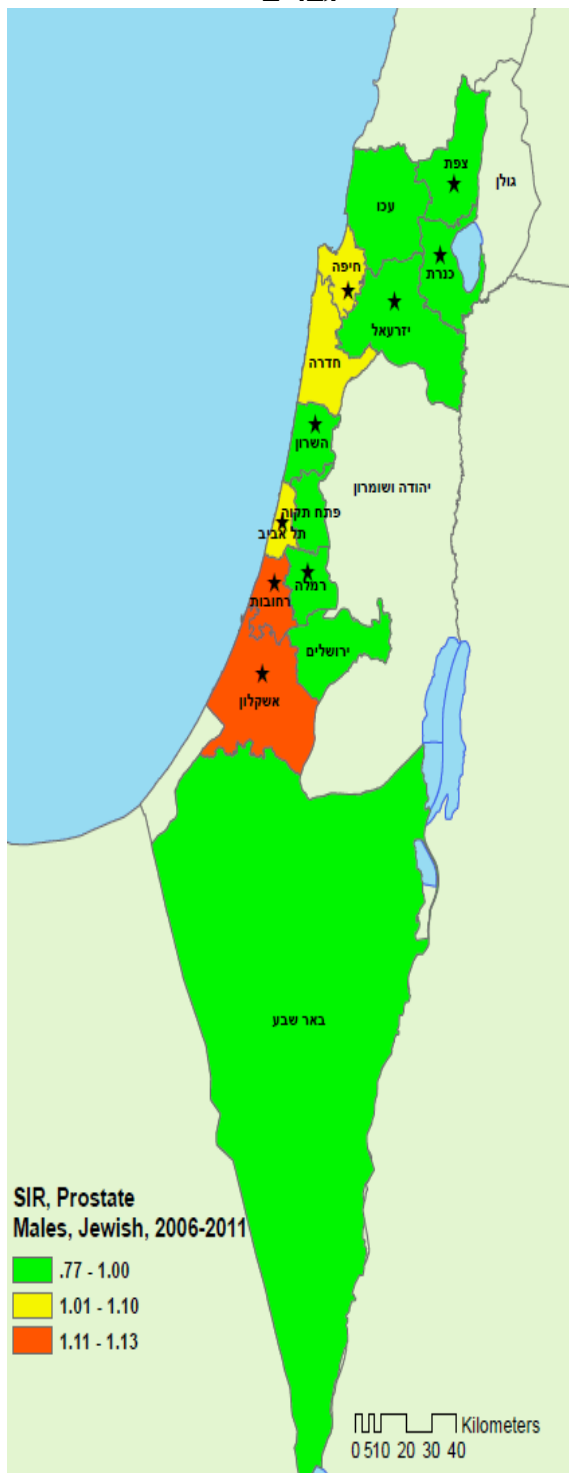 צפת
גולן
עכו
חיפה
כנרת
יזרעאל
חדרה
השרון
יהודה ושומרון
פתח תקוה
תל אביב
רמלה
רחובות
ירושלים
אשקלון
באר שבע
SIR, Prostate
Males, Jewish, 2006-2011
.77 - 1.00
1.01 - 1.10
1.11 - 1.13
Kilometers
0 510 20 30 40